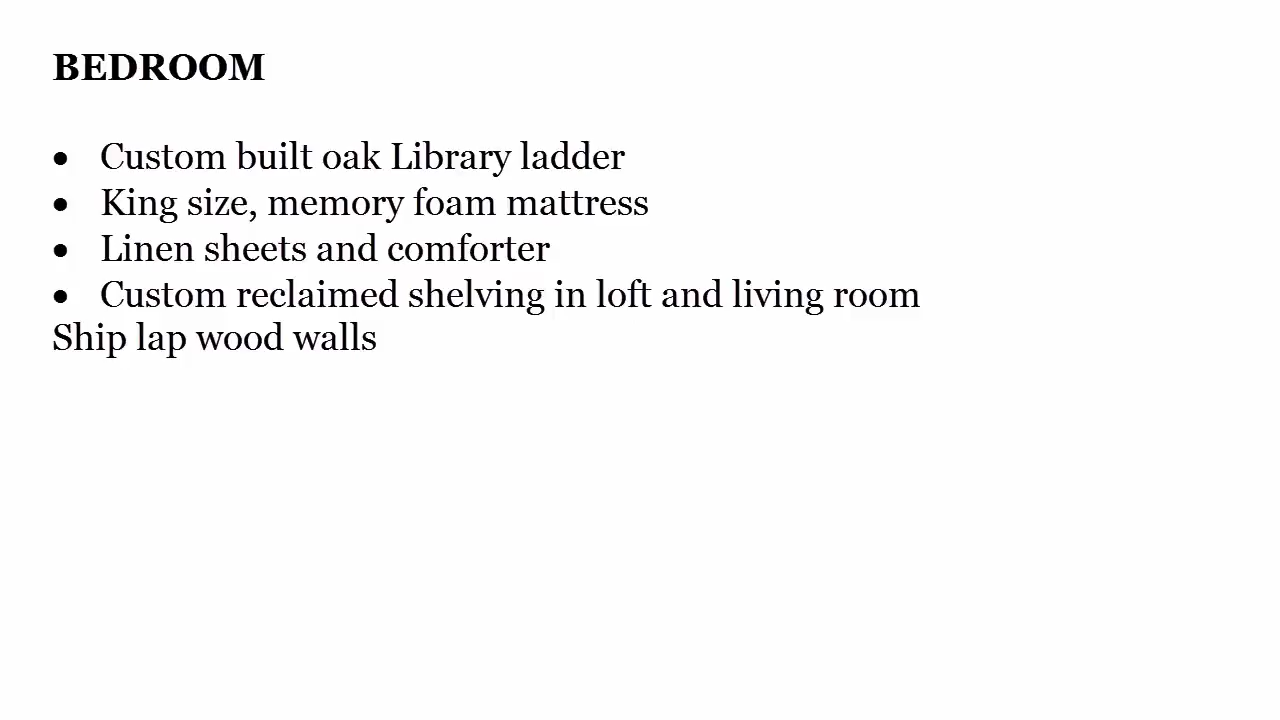 BEDROOM
• Custom built oak Library ladder
• King size, memory foam mattress
• Linen sheets and comforter
• Custom reclaimed shelving in loft and living room
Ship lap wood walls